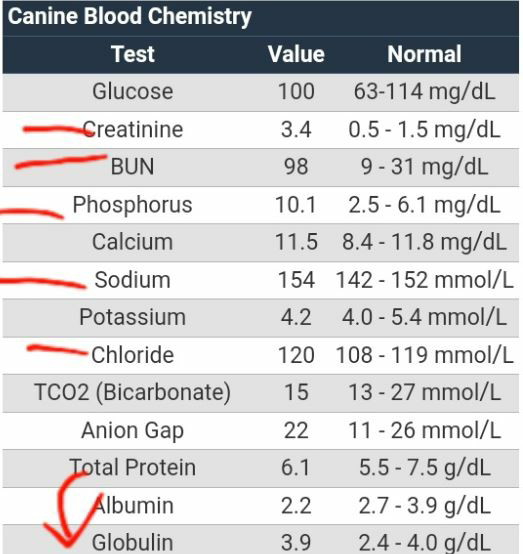 Canine Blood Chemistry
Test Value Normal
Glucose 100 63-114 mg/dL
Creatinine 3.4 0.5 - 1.5 mg/dL
BUN 98 9 - 31 mg/dL
Phosphorus 10.1 2.5 - 6.1 mg/dL
Calcium 11.5 8.4 - 11.8 mg/dL
Sodium 154 142 - 152 mmol/L
Potassium 4.2 4.0 - 5.4 mmol/L
Chloride 120 108 - 119 mmol/L
TCO2 (Bicarbonate) 15 13 - 27 mmol/L
Anion Gap 22 11 - 26 mmol/L
Total Protein 6.1 5.5 - 7.5 g/dL
Albumin 2.2 2.7 - 3.9 g/dL
Globulin 3.9 2.4 - 4.0 g/dL